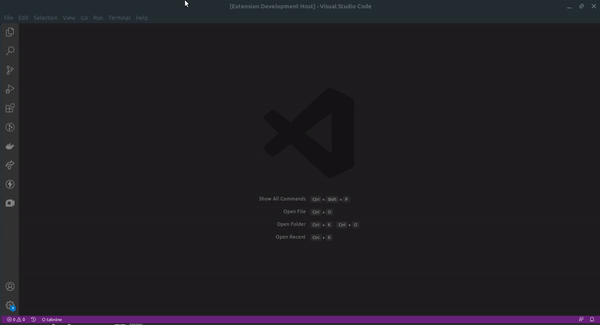 [Extension Development Host] - Visual Studio Code
File Edit Selection View Go Run Terminal Help
Show All Commands Ctrl + Shift + P
Open File Ctrl + O
Open Folder Ctrl + K Ctrl + O
Open Recent Ctrl + R
0 0 tabnine